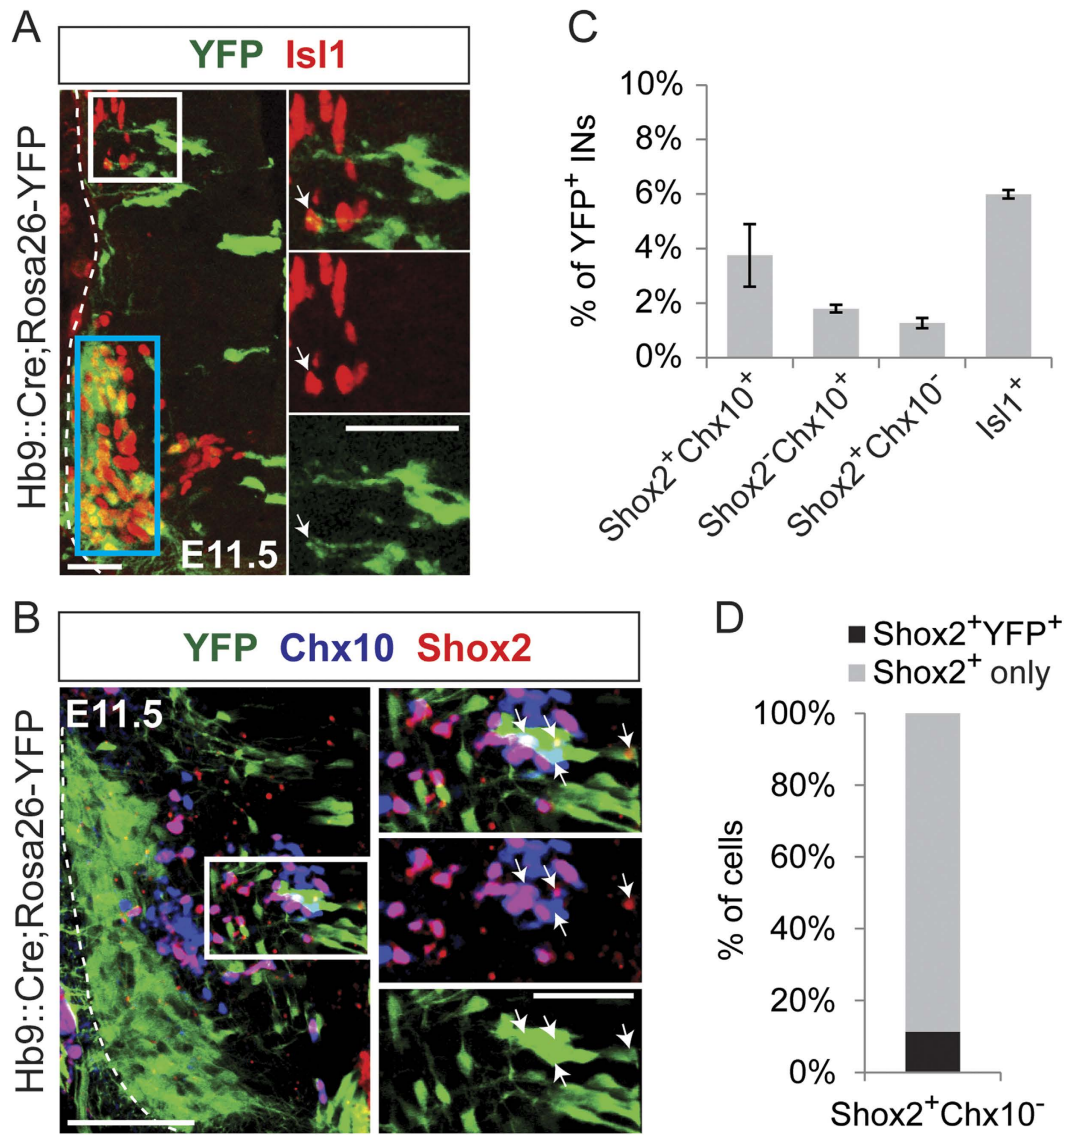 A
YFP Isl1
Hb9::Cre;Rosa26-YFP
E11.5
B
YFP Chx10 Shox2
Hb9::Cre;Rosa26-YFP
E11.5
C
% of YFP⁺ INs
10%
8%
6%
4%
2%
0%
Shox2⁺Chx10⁺
Shox2⁻Chx10⁺
Shox2⁺Chx10⁻
Isl1⁺
D
Shox2⁺YFP⁺
Shox2⁺ only
% of cells
100%
80%
60%
40%
20%
0%
Shox2⁺Chx10⁻